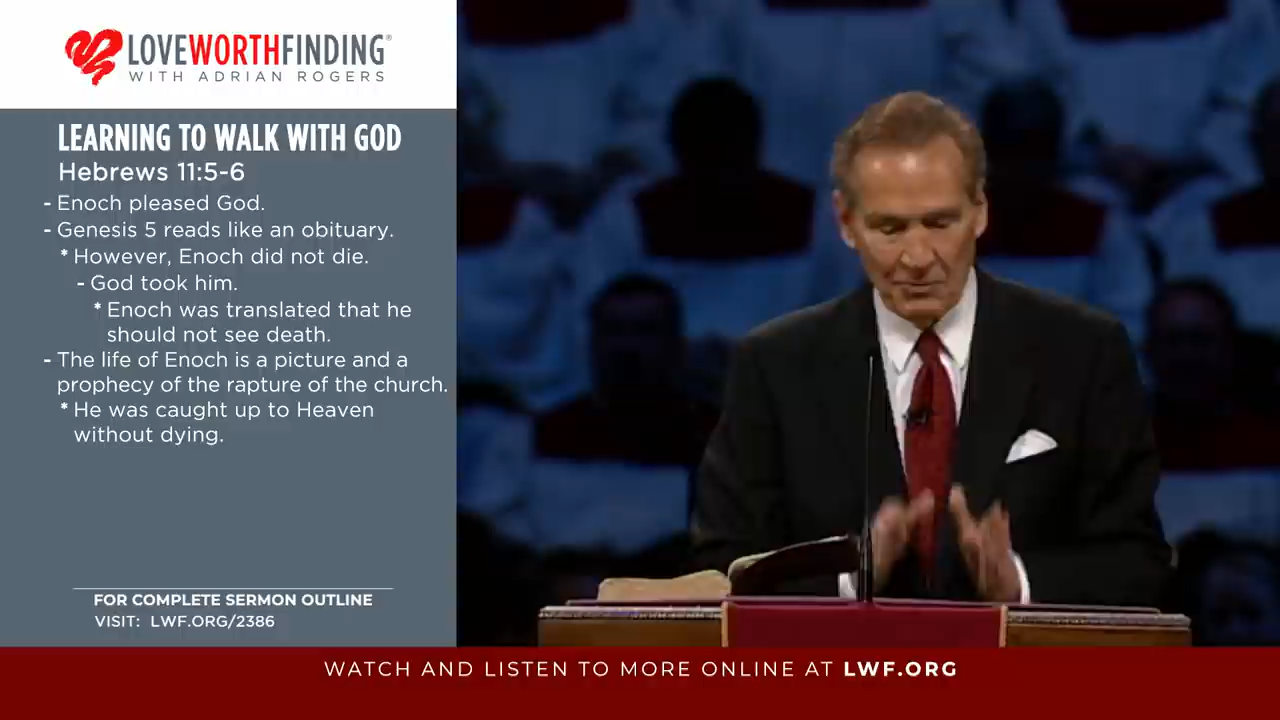 LOVEWORTHFINDING®
WITH ADRIAN ROGERS
LEARNING TO WALK WITH GOD
Hebrews 11:5-6
- Enoch pleased God.
- Genesis 5 reads like an obituary.
* However, Enoch did not die.
- God took him.
* Enoch was translated that he
should not see death.
- The life of Enoch is a picture and a
prophecy of the rapture of the church.
* He was caught up to Heaven
without dying.
FOR COMPLETE SERMON OUTLINE
VISIT: LWF.ORG/2386
WATCH AND LISTEN TO MORE ONLINE AT LWF.ORG